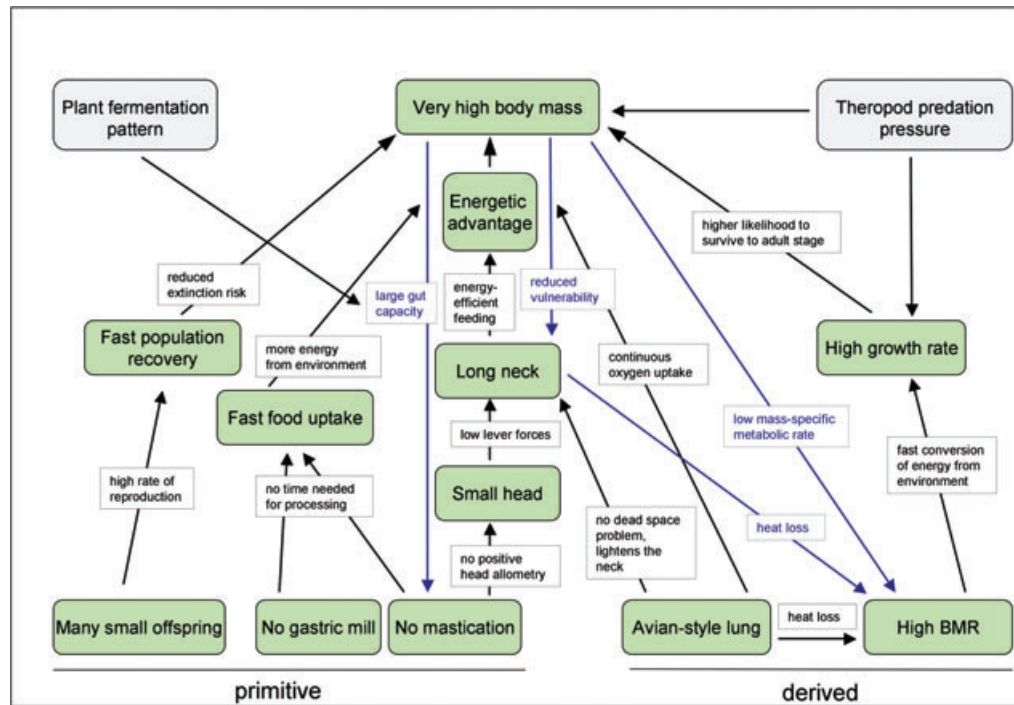 Plant fermentation
pattern
Very high body mass
Theropod predation
pressure
Energetic
advantage
higher likelihood to
survive to adult stage
reduced
extinction risk
large gut
capacity
energy-
efficient
feeding
reduced
vulnerability
Fast population
recovery
more energy
from environment
Long neck
continuous
oxygen uptake
High growth rate
Fast food uptake
low lever forces
low mass-specific
metabolic rate
high rate of
reproduction
no time needed
for processing
Small head
fast conversion
of energy from
environment
no positive
head allometry
no dead space
problem,
lightens the
neck
heat loss
Many small offspring
No gastric mill
No mastication
Avian-style lung
heat loss
High BMR
primitive
derived